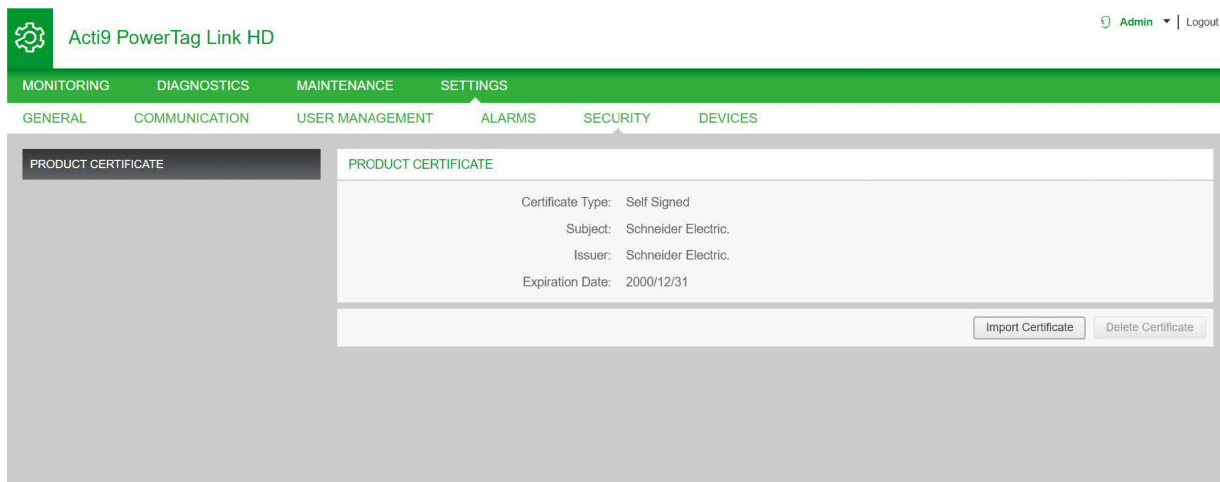 Acti9 PowerTag Link HD
Admin | Logout
MONITORING DIAGNOSTICS MAINTENANCE SETTINGS
GENERAL COMMUNICATION USER MANAGEMENT ALARMS SECURITY DEVICES
PRODUCT CERTIFICATE
PRODUCT CERTIFICATE
Certificate Type: Self Signed
Subject: Schneider Electric.
Issuer: Schneider Electric.
Expiration Date: 2000/12/31
Import Certificate Delete Certificate